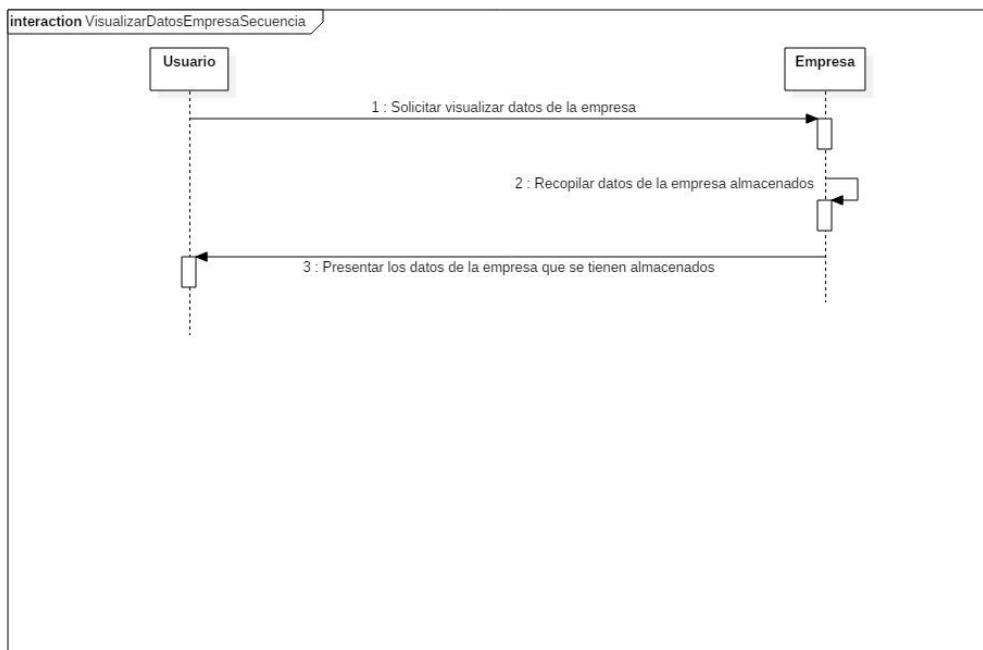 interaction VisualizarDatosEmpresaSecuencia
Usuario
Empresa
1 : Solicitar visualizar datos de la empresa
2 : Recopilar datos de la empresa almacenados
3 : Presentar los datos de la empresa que se tienen almacenados